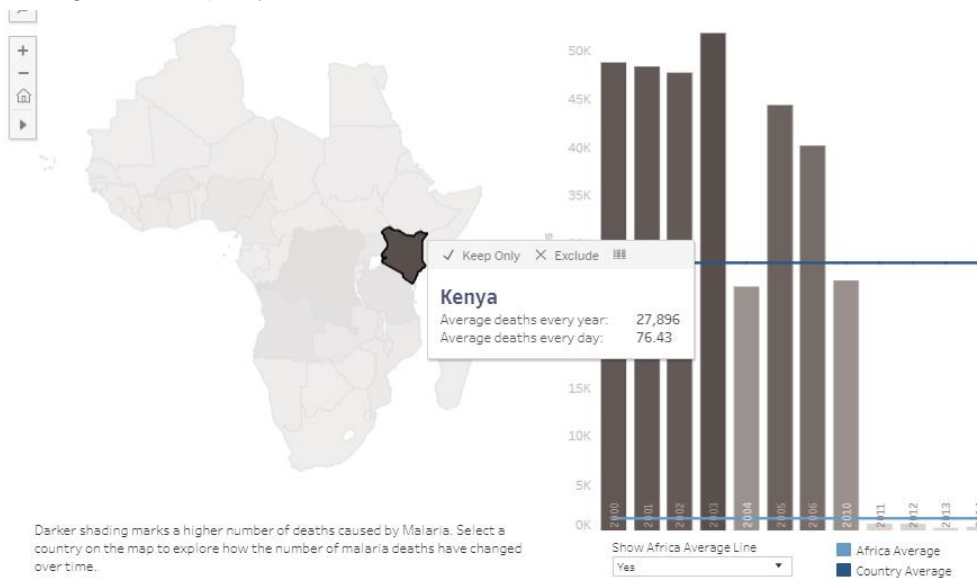 50K
45K
40K
35K
✓ Keep Only ✕ Exclude
Kenya
Average deaths every year: 27,896
Average deaths every day: 76.43
15K
10K
5K
0K
2000 2001 2002 2003 2004 2005 2006 2010 2011 2012 2013
Darker shading marks a higher number of deaths caused by Malaria. Select a
country on the map to explore how the number of malaria deaths have changed
over time.
Show Africa Average Line
Yes
Africa Average
Country Average